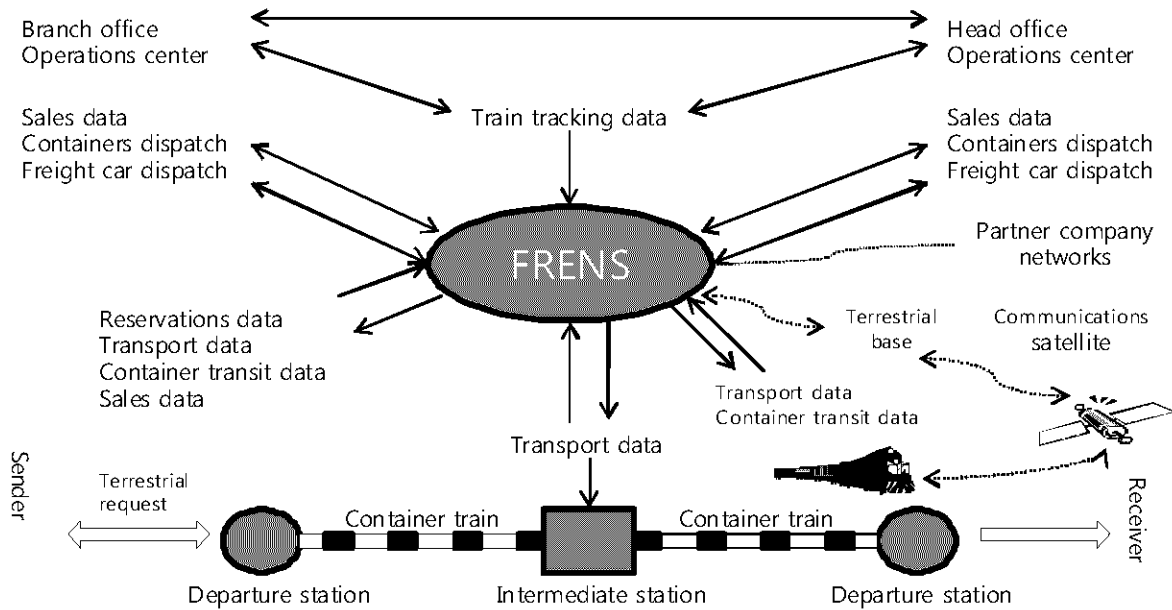 Branch office
Operations center
Head office
Operations center
Sales data
Containers dispatch
Freight car dispatch
Train tracking data
Sales data
Containers dispatch
Freight car dispatch
FRENS
Partner company
networks
Reservations data
Transport data
Container transit data
Sales data
Terrestrial
base
Communications
satellite
Transport data
Container transit data
Transport data
Sender
Terrestrial
request
Container train
Container train
Receiver
Departure station
Intermediate station
Departure station